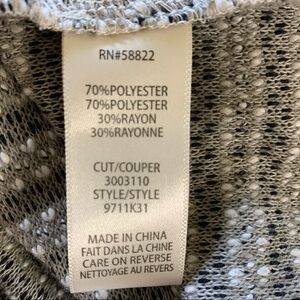 RN#58822
70%POLYESTER
70%POLYESTER
30%RAYON
30%RAYONNE
CUT/COUPER
3003110
STYLE/STYLE
9711K31
MADE IN CHINA
FAIT DANS LA CHINE
CARE ON REVERSE
NETTOYAGE AU REVERS